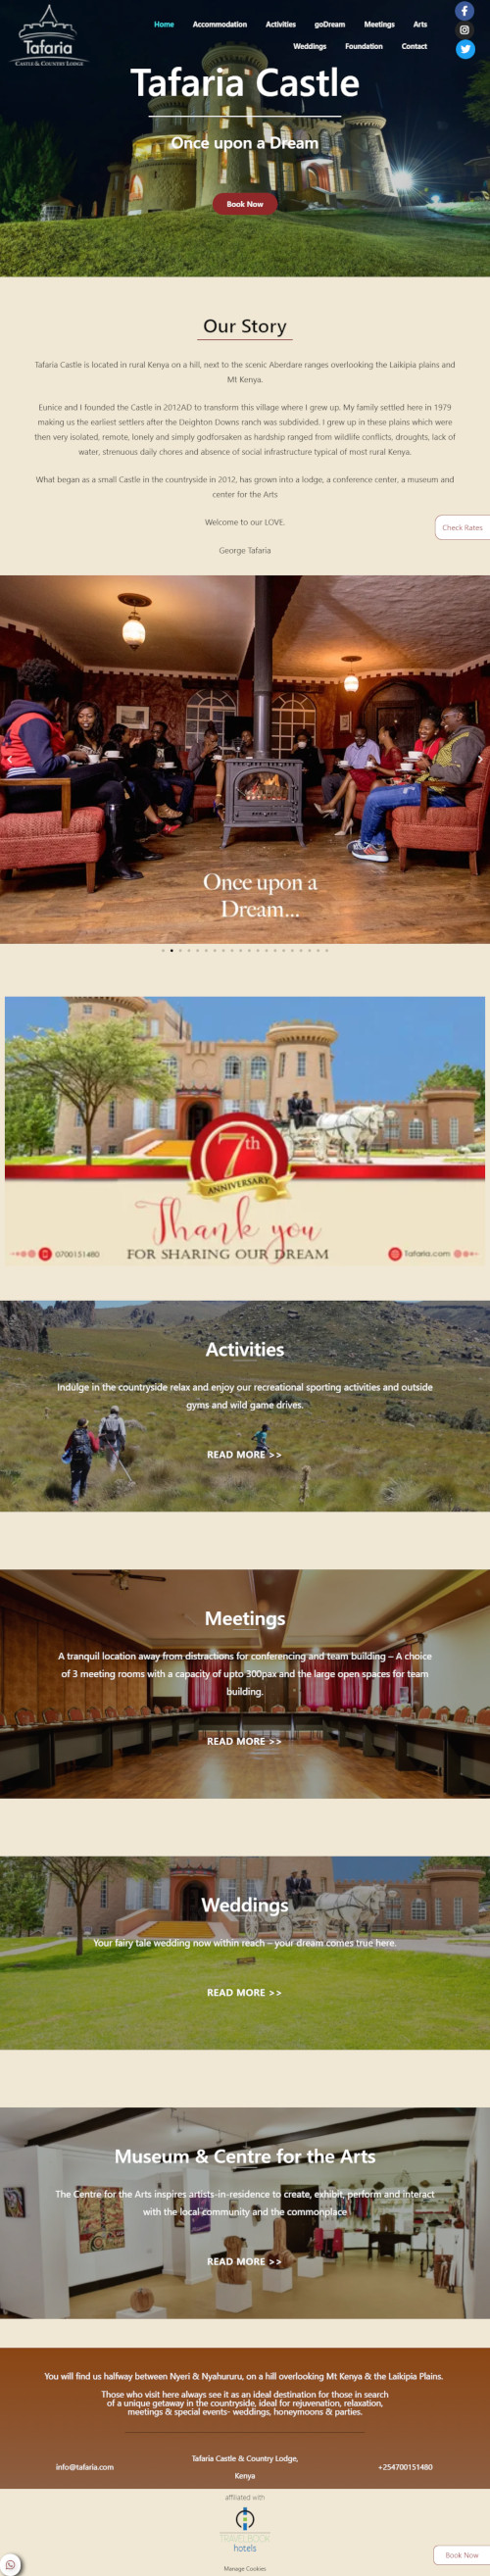 Tafaria
CASTLE & COUNTRY LODGE
Home Accommodation Activities goDream Meetings Arts
Weddings Foundation Contact
Tafaria Castle
Once upon a Dream
Book Now
Our Story
Tafaria Castle is located in rural Kenya on a hill, next to the scenic Aberdare ranges overlooking the Laikipia plains and
Mt Kenya.
Eunice and I founded the Castle in 2012AD to transform this village where I grew up. My family settled here in 1979
making us the earliest settlers after the Deighton Downs ranch was subdivided. I grew up in these plains which were
then very isolated, remote, lonely and simply godforsaken as hardship ranged from wildlife conflicts, droughts, lack of
water, strenuous daily chores and absence of social infrastructure typical of most rural Kenya.
What began as a small Castle in the countryside in 2012, has grown into a lodge, a conference center, a museum and
center for the Arts
Check Rates
Welcome to our LOVE.
George Tafaria
Once upon a
Dream...
7th
ANNIVERSARY
Thank you
FOR SHARING OUR DREAM
0700151480
Tafaria.com
Activities
Indulge in the countryside relax and enjoy our recreational sporting activities and outside
gyms and wild game drives.
READ MORE >>
Meetings
A tranquil location away from distractions for conferencing and team building – A choice
of 3 meeting rooms with a capacity of upto 300pax and the large open spaces for team
building.
READ MORE >>
Weddings
Your fairy tale wedding now within reach – your dream comes true here.
READ MORE >>
Museum & Centre for the Arts
The Centre for the Arts inspires artists-in-residence to create, exhibit, perform and interact
with the local community and the commonplace
READ MORE >>
You will find us halfway between Nyeri & Nyahururu, on a hill overlooking Mt Kenya & the Laikipia Plains.
Those who visit here always see it as an ideal destination for those in search
of a unique getaway in the countryside, ideal for rejuvenation, relaxation,
meetings & special events- weddings, honeymoons & parties.
info@tafaria.com
Tafaria Castle & Country Lodge,
Kenya
+254700151480
affiliated with
TRAVELBOOK
hotels
Book Now
Manage Cookies